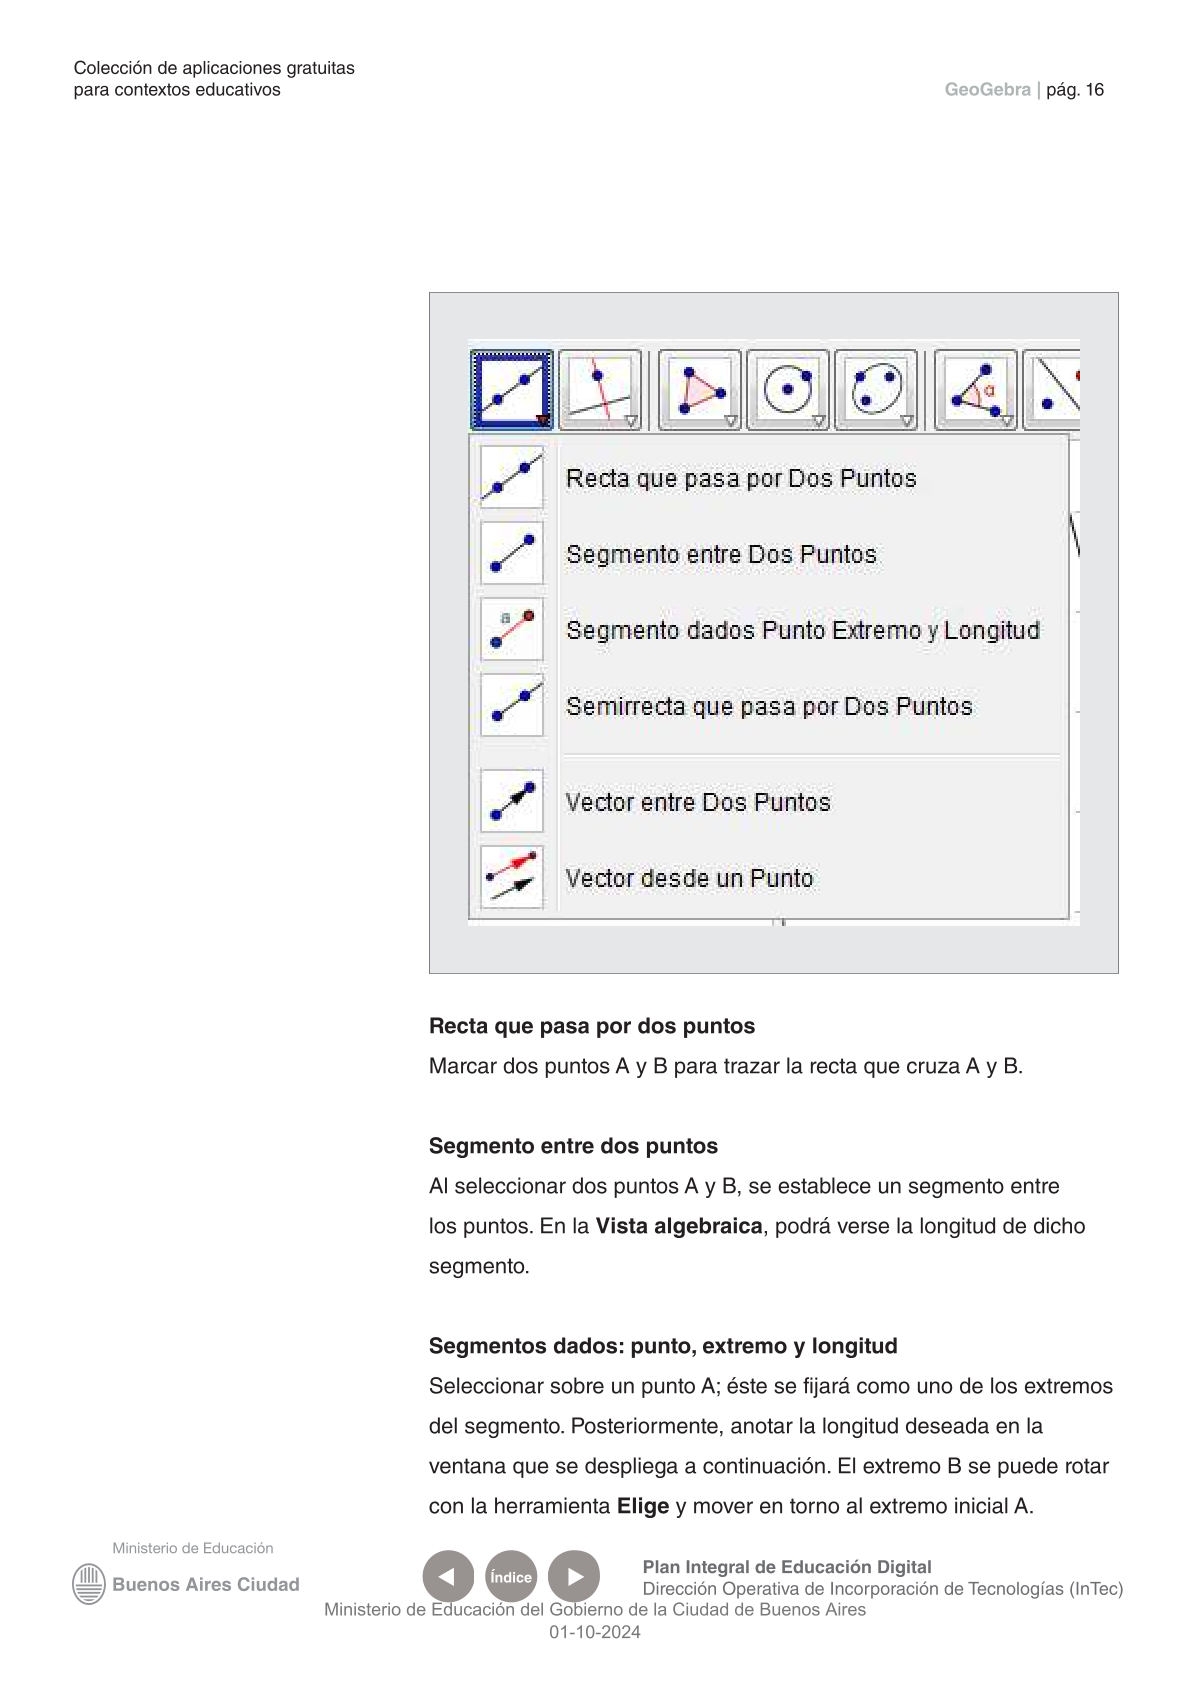 Colección de aplicaciones gratuitas
para contextos educativos
GeoGebra | pág. 16
a
Recta que pasa por Dos Puntos
Segmento entre Dos Puntos
a
Segmento dados Punto Extremo y Longitud
Semirrecta que pasa por Dos Puntos
Vector entre Dos Puntos
Vector desde un Punto
Recta que pasa por dos puntos
Marcar dos puntos A y B para trazar la recta que cruza A y B.
Segmento entre dos puntos
Al seleccionar dos puntos A y B, se establece un segmento entre
los puntos. En la Vista algebraica, podrá verse la longitud de dicho
segmento.
Segmentos dados: punto, extremo y longitud
Seleccionar sobre un punto A; éste se fijará como uno de los extremos
del segmento. Posteriormente, anotar la longitud deseada en la
ventana que se despliega a continuación. El extremo B se puede rotar
con la herramienta Elige y mover en torno al extremo inicial A.
Ministerio de Educación
Buenos Aires Ciudad
Índice
Plan Integral de Educación Digital
Dirección Operativa de Incorporación de Tecnologías (InTec)
Ministerio de Educación del Gobierno de la Ciudad de Buenos Aires
01-10-2024